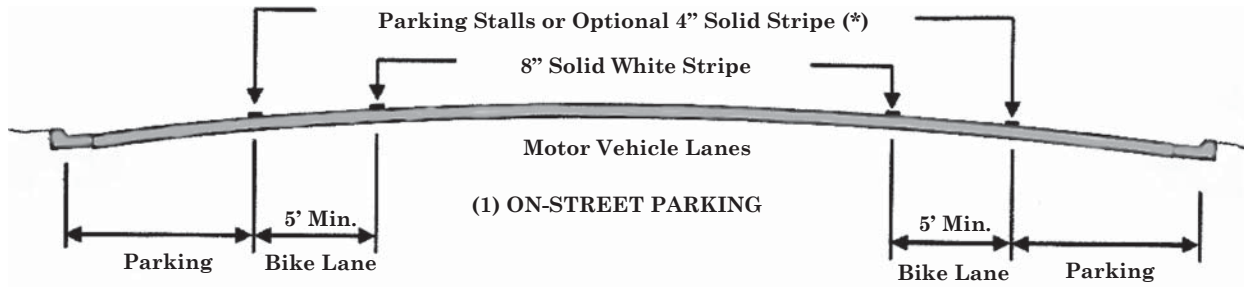 Parking Stalls or Optional 4” Solid Stripe (*)
8” Solid White Stripe
Motor Vehicle Lanes
(1) ON-STREET PARKING
5’ Min.
5’ Min.
Parking
Bike Lane
Bike Lane
Parking